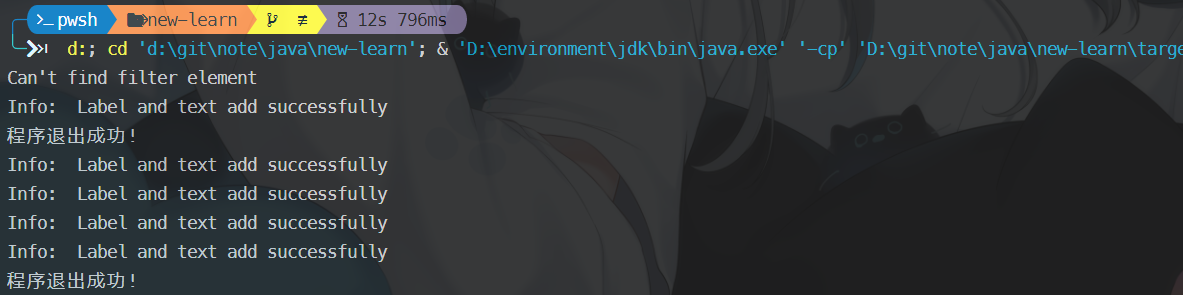 pwsh new-learn ≢ 12s 796ms
d:; cd 'd:\git\note\java\new-learn'; & 'D:\environment\jdk\bin\java.exe' '-cp' 'D:\git\note\java\new-learn\targe
Can't find filter element
Info:  Label and text add successfully
程序退出成功!
Info:  Label and text add successfully
Info:  Label and text add successfully
Info:  Label and text add successfully
Info:  Label and text add successfully
程序退出成功!